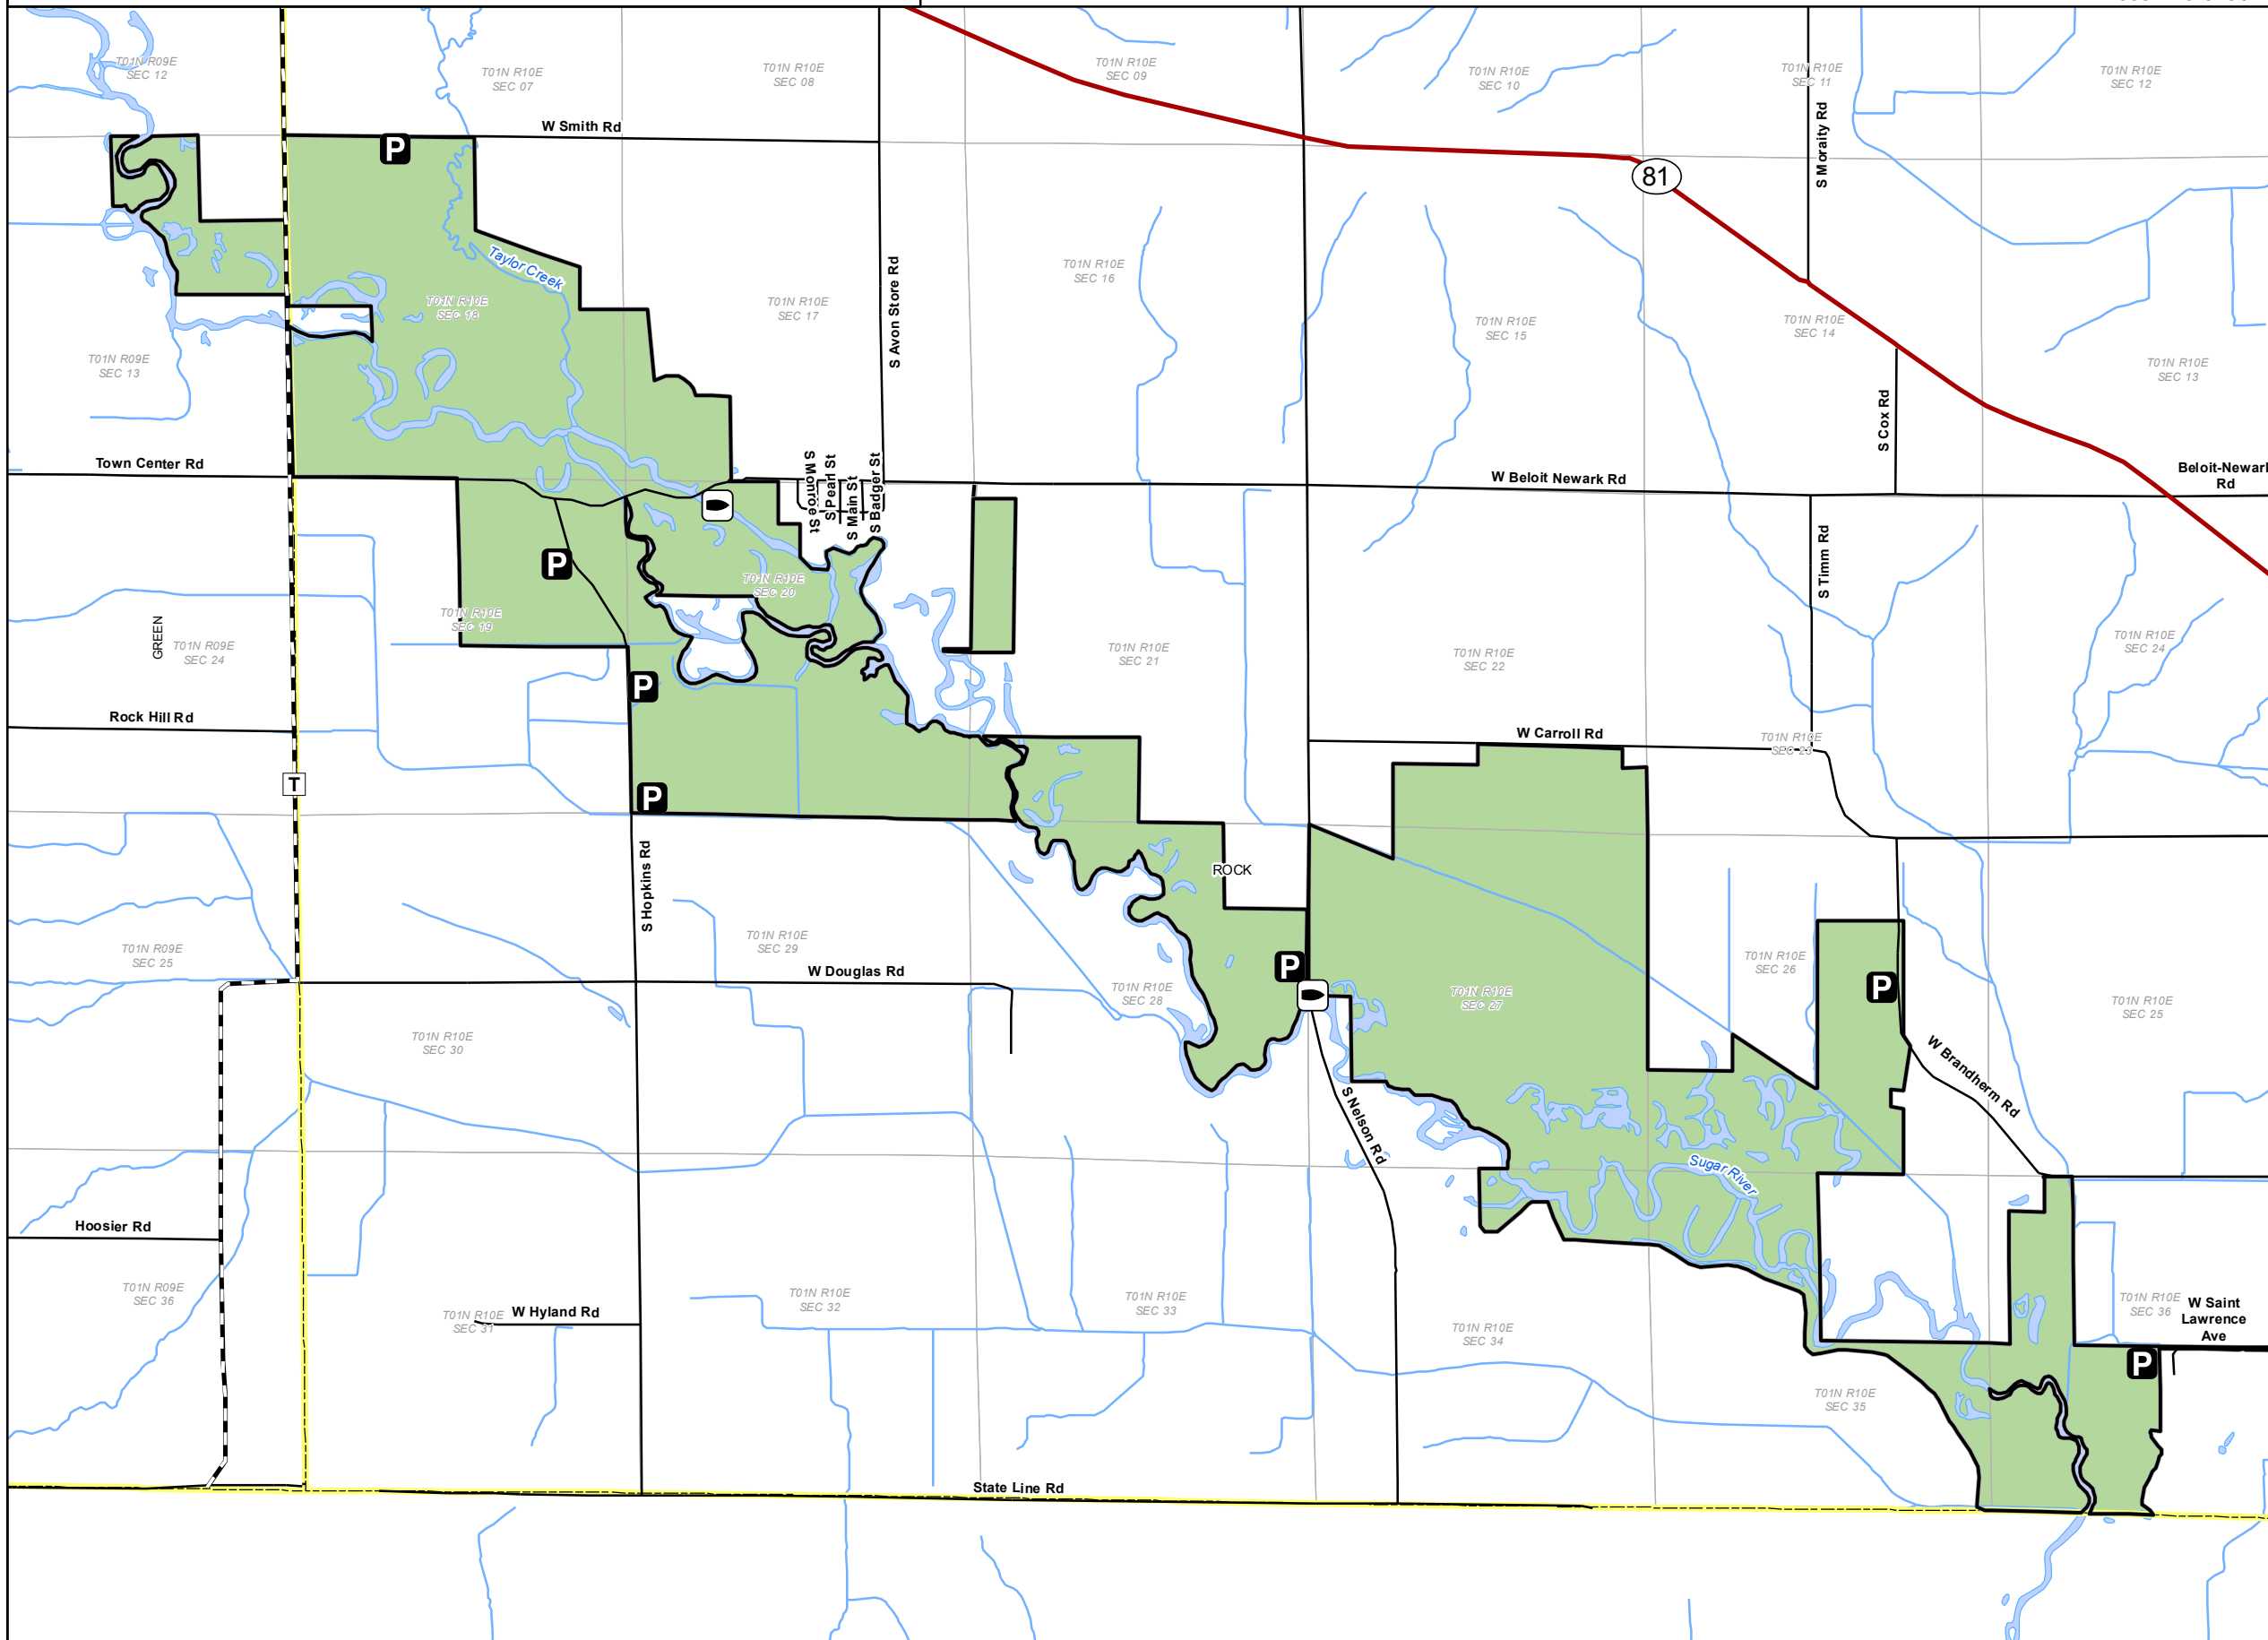 T01N R09E
SEC 12
T01N R10E
SEC 07
T01N R10E
SEC 08
T01N R10E
SEC 09
T01N R10E
SEC 10
T01N R10E
SEC 11
T01N R10E
SEC 12
W Smith Rd
P
S Morality Rd
81
Taylor Creek
T01N R10E
SEC 18
T01N R10E
SEC 17
S Avon Store Rd
T01N R10E
SEC 16
T01N R10E
SEC 15
T01N R10E
SEC 14
T01N R10E
SEC 13
T01N R09E
SEC 13
S Cox Rd
Town Center Rd
S Monroe St
S Pearl St
S Main St
S Badger St
W Beloit Newark Rd
Beloit-Newark
Rd
P
S Timm Rd
T01N R10E
SEC 20
T01N R10E
SEC 19
GREEN
T01N R09E
SEC 24
T01N R10E
SEC 21
T01N R10E
SEC 22
T01N R10E
SEC 24
P
Rock Hill Rd
W Carroll Rd
T01N R10E
SEC 23
T
P
S Hopkins Rd
ROCK
T01N R09E
SEC 25
T01N R10E
SEC 29
W Douglas Rd
P
T01N R10E
SEC 28
T01N R10E
SEC 27
T01N R10E
SEC 26
P
T01N R10E
SEC 25
T01N R10E
SEC 30
W Brandherm Rd
S Nelson Rd
Sugar River
Hoosier Rd
T01N R09E
SEC 36
T01N R10E
SEC 31
W Hyland Rd
T01N R10E
SEC 32
T01N R10E
SEC 33
T01N R10E
SEC 34
T01N R10E
SEC 36
W Saint
Lawrence
Ave
P
T01N R10E
SEC 35
State Line Rd